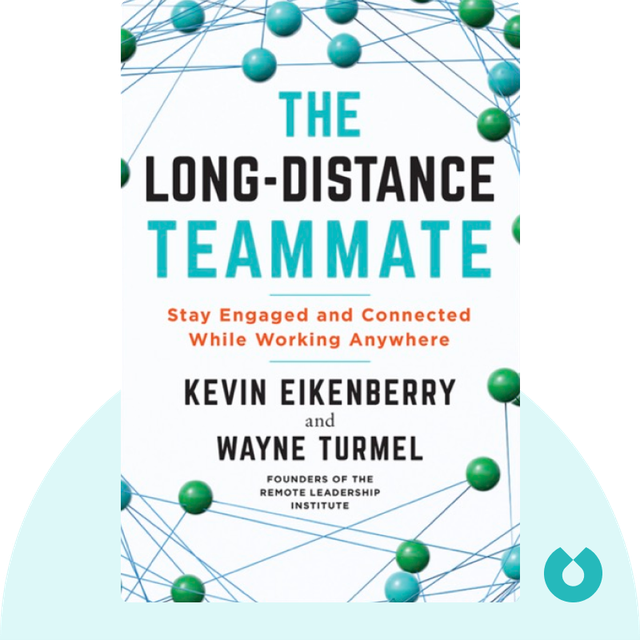 THE
LONG-DISTANCE
TEAMMATE
Stay Engaged and Connected
While Working Anywhere
KEVIN EIKENBERRY
and
WAYNE TURMEL
FOUNDERS OF THE
REMOTE LEADERSHIP
INSTITUTE